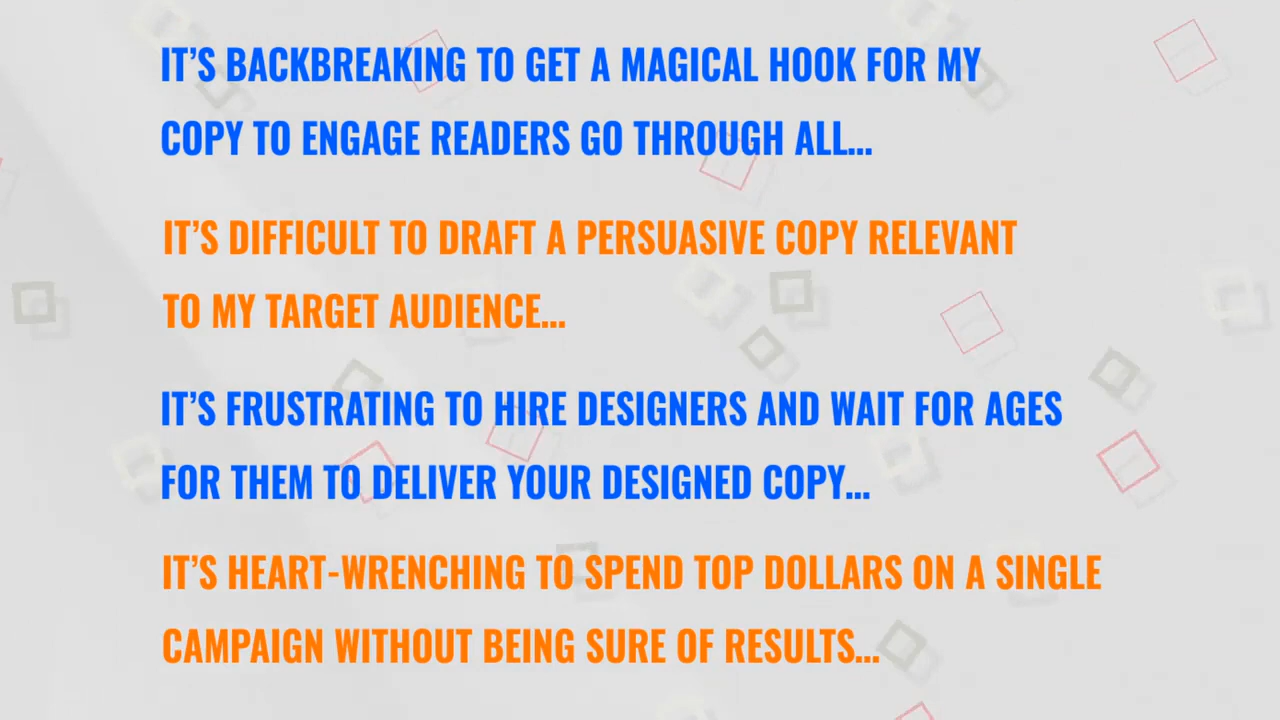 IT'S BACKBREAKING TO GET A MAGICAL HOOK FOR MY
COPY TO ENGAGE READERS GO THROUGH ALL...
IT'S DIFFICULT TO DRAFT A PERSUASIVE COPY RELEVANT
TO MY TARGET AUDIENCE...
IT'S FRUSTRATING TO HIRE DESIGNERS AND WAIT FOR AGES
FOR THEM TO DELIVER YOUR DESIGNED COPY...
IT'S HEART-WRENCHING TO SPEND TOP DOLLARS ON A SINGLE
CAMPAIGN WITHOUT BEING SURE OF RESULTS...